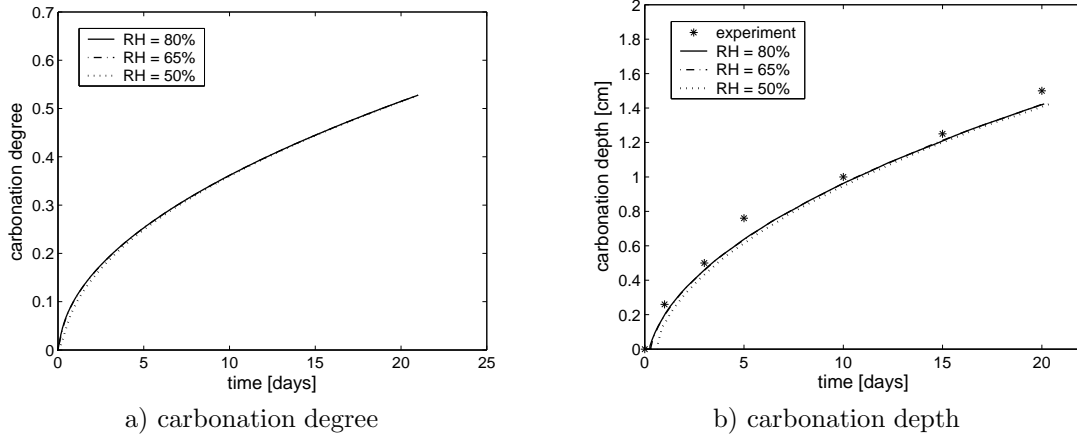 0.7
0.6
0.5
0.4
0.3
0.2
0.1
0
carbonation degree
RH = 80%
RH = 65%
RH = 50%
0 5 10 15 20 25
time [days]
a) carbonation degree
2
1.8
1.6
1.4
1.2
1
0.8
0.6
0.4
0.2
0
carbonation depth [cm]
experiment
RH = 80%
RH = 65%
RH = 50%
0 5 10 15 20
time [days]
b) carbonation depth